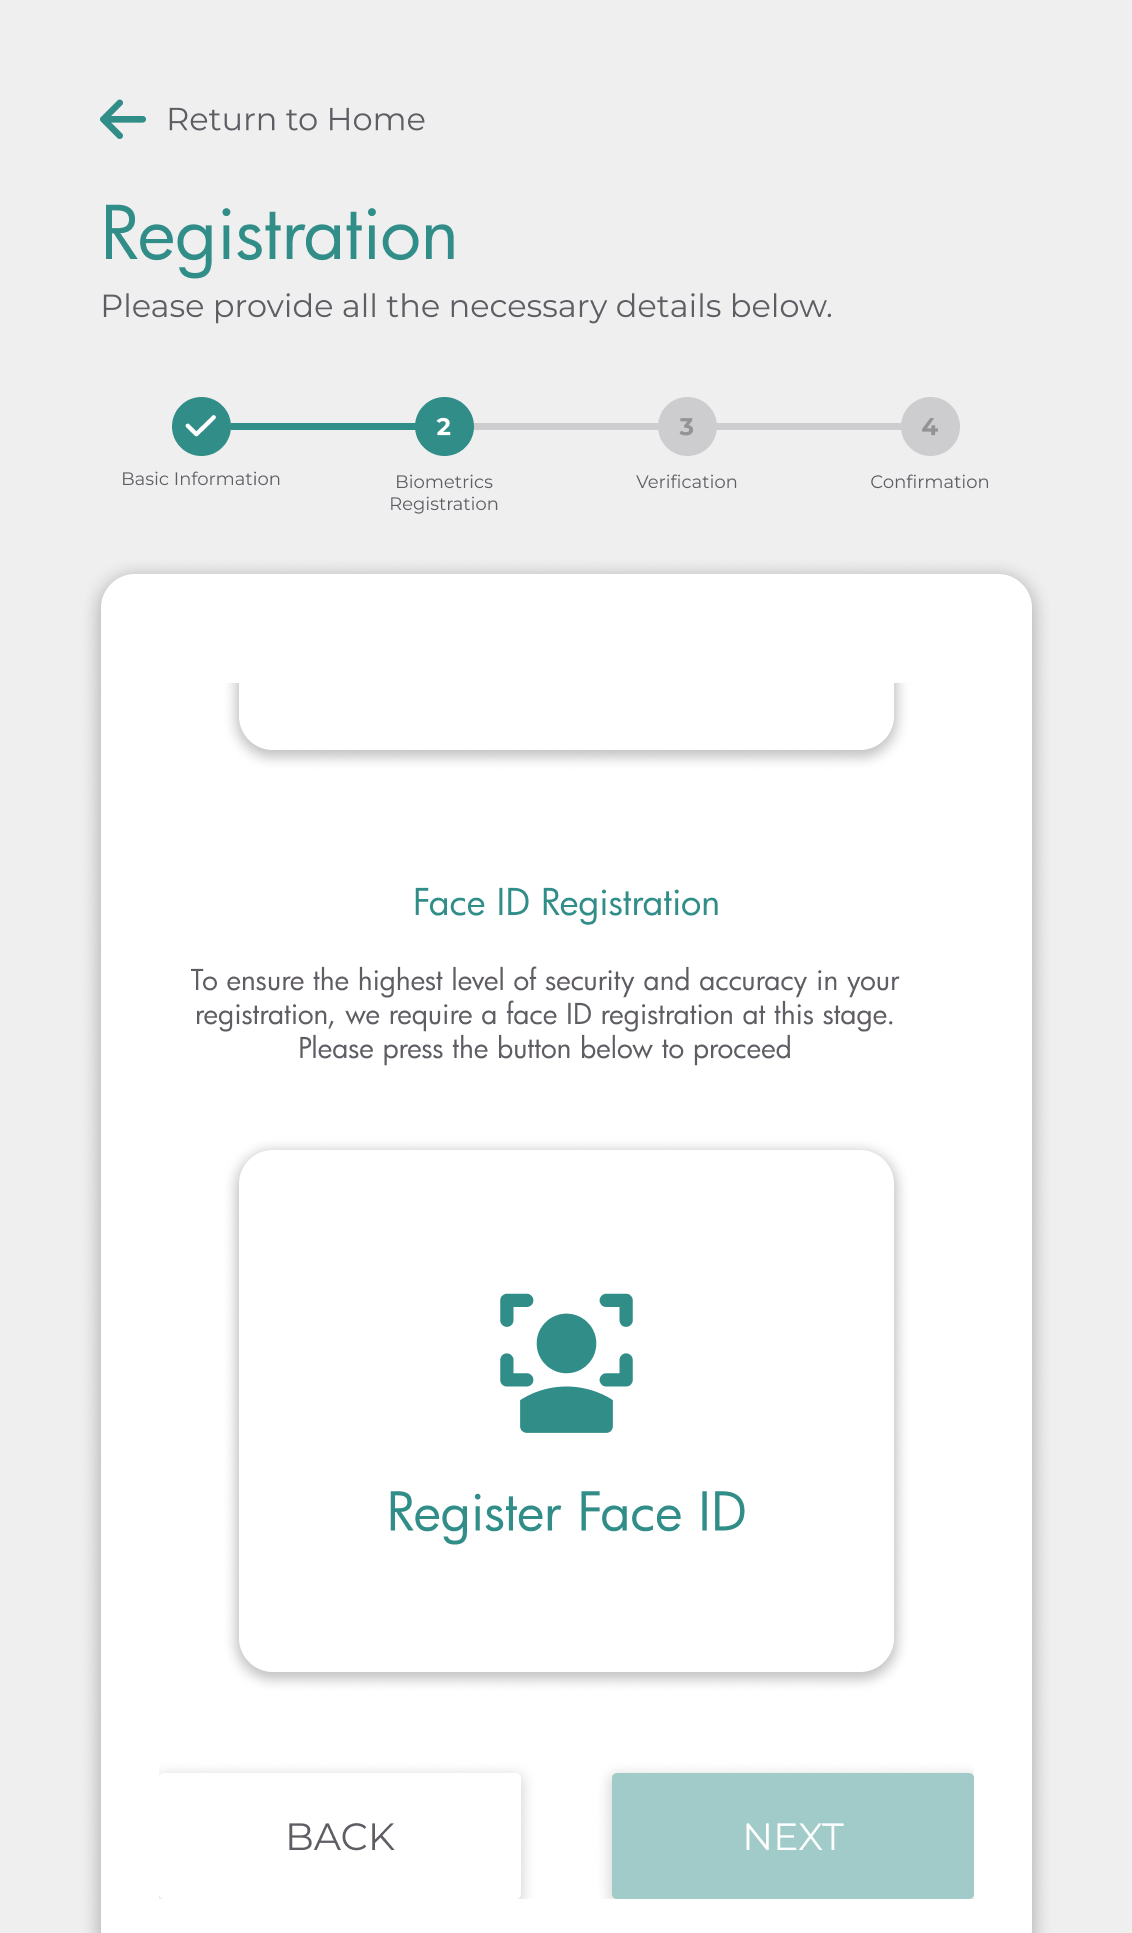 Return to Home
Registration
Please provide all the necessary details below.
2
3
4
Basic Information
Biometrics
Registration
Verification
Confirmation
Face ID Registration
To ensure the highest level of security and accuracy in your
registration, we require a face ID registration at this stage.
Please press the button below to proceed
Register Face ID
BACK
NEXT